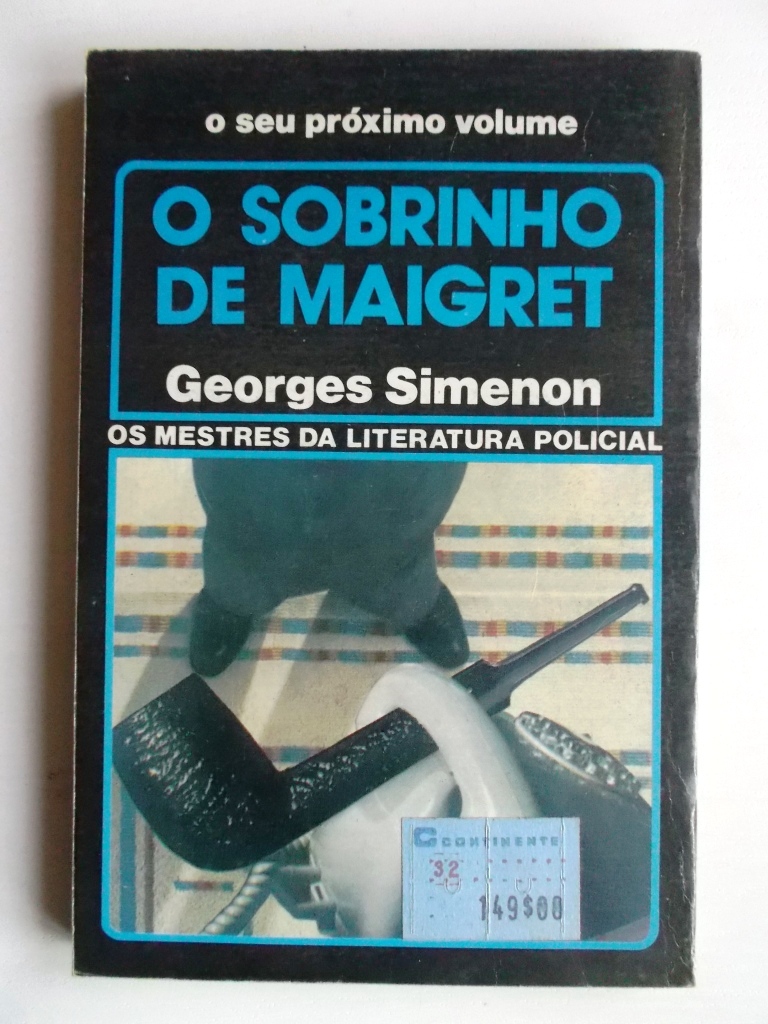 o seu próximo volume
O SOBRINHO
DE MAIGRET
Georges Simenon
OS MESTRES DA LITERATURA POLICIAL
C CONTINENTE
32
149$00